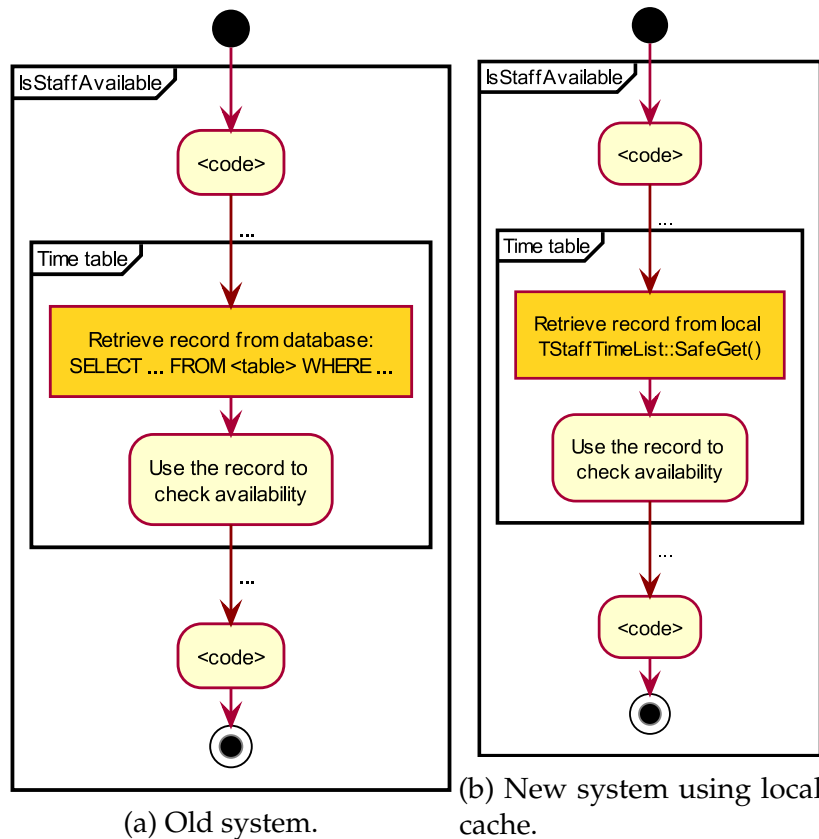 IsStaffAvailable
<code>
...
Time table
Retrieve record from database:
SELECT ... FROM <table> WHERE ...
Use the record to
check availability
...
<code>
(a) Old system.
IsStaffAvailable
<code>
...
Time table
Retrieve record from local
TStaffTimeList::SafeGet()
Use the record to
check availability
...
<code>
(b) New system using local
cache.